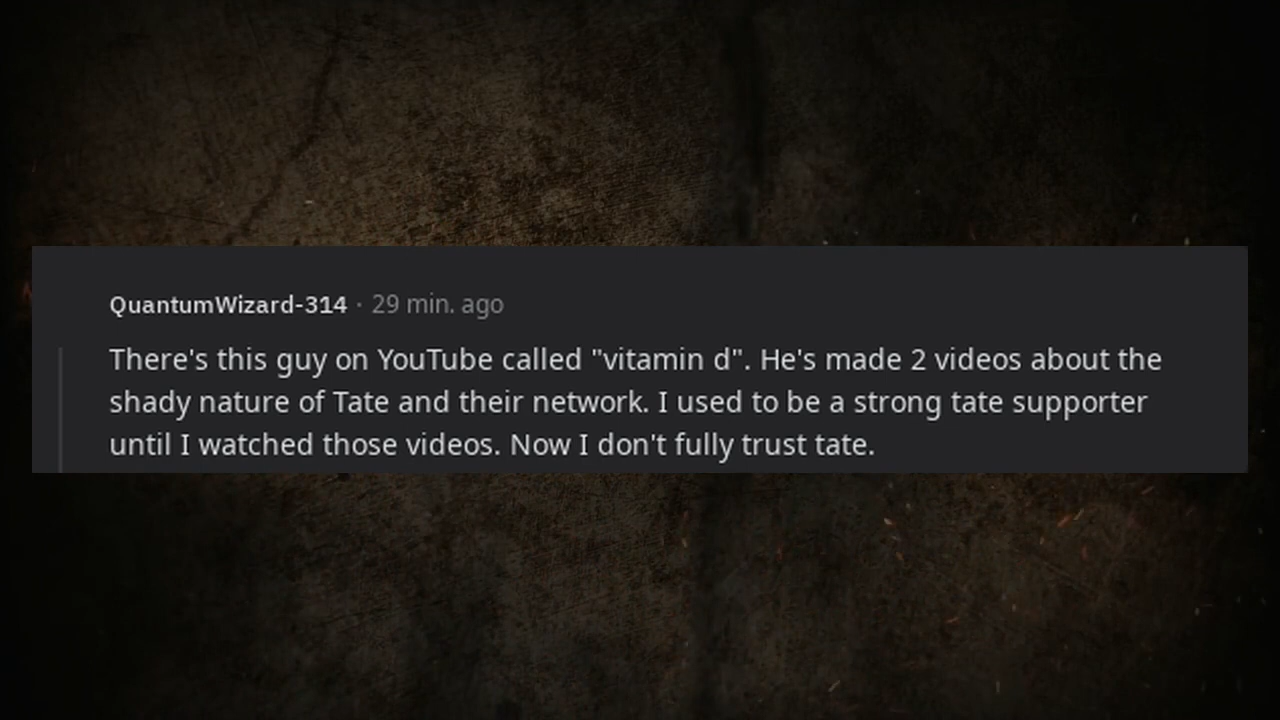 QuantumWizard-314 · 29 min. ago
There's this guy on YouTube called "vitamin d". He's made 2 videos about the
shady nature of Tate and their network. I used to be a strong tate supporter
until I watched those videos. Now I don't fully trust tate.